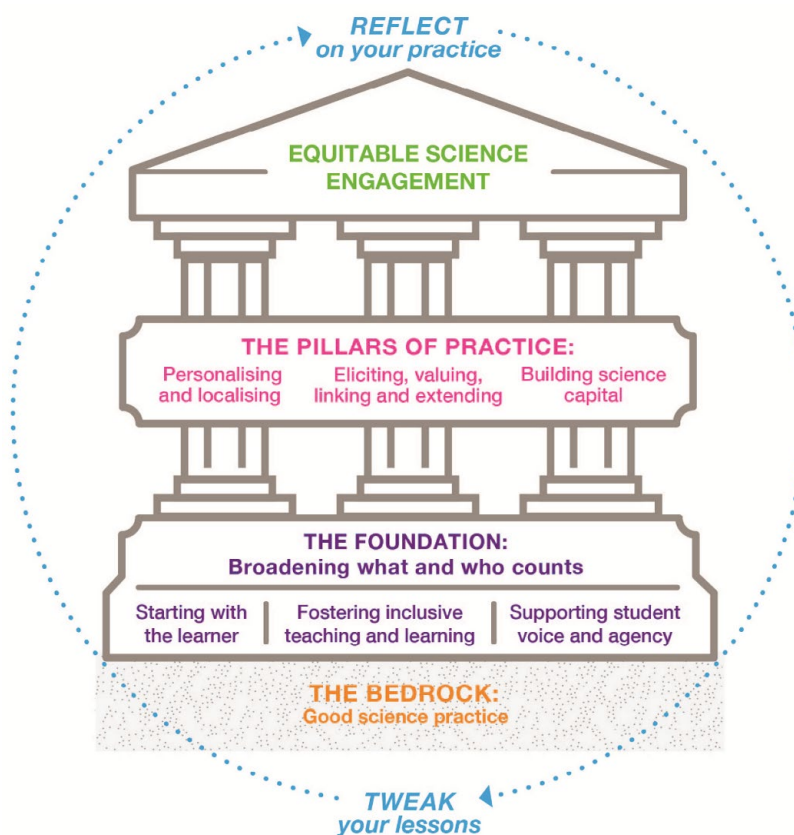 REFLECT
on your practice
EQUITABLE SCIENCE
ENGAGEMENT
THE PILLARS OF PRACTICE:
Personalising
and localising
Eliciting, valuing,
linking and extending
Building science
capital
THE FOUNDATION:
Broadening what and who counts
Starting with
the learner
Fostering inclusive
teaching and learning
Supporting student
voice and agency
THE BEDROCK:
Good science practice
TWEAK
your lessons